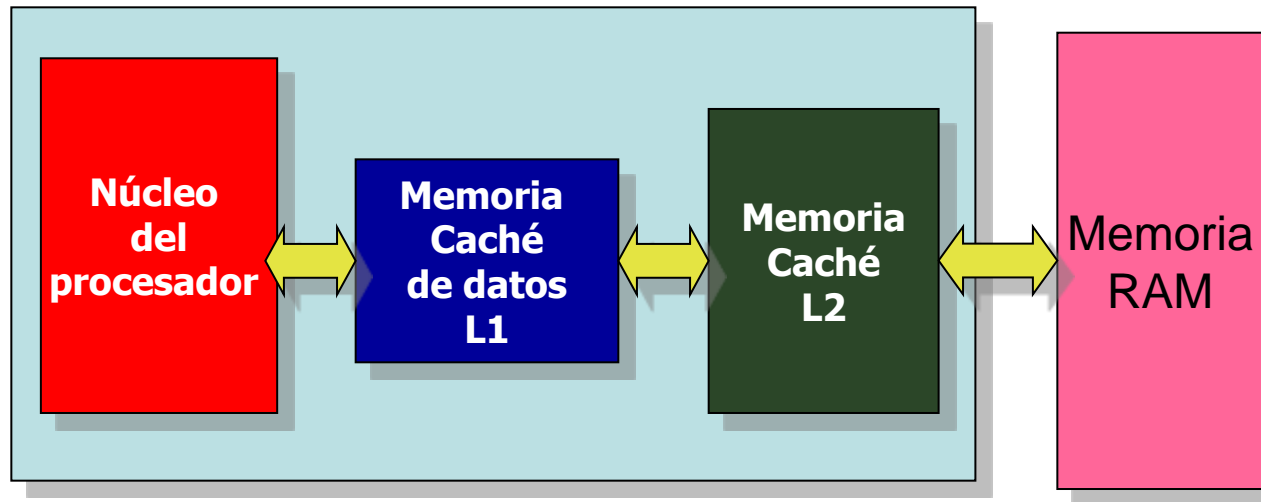 Núcleo
del
procesador
Memoria
Caché
de datos
L1
Memoria
Caché
L2
Memoria
RAM